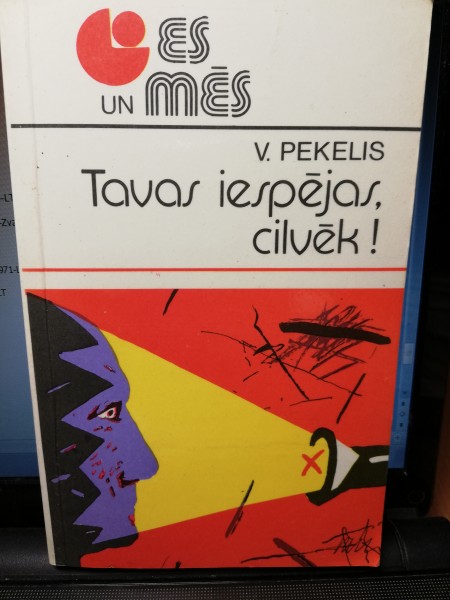 ES
UN MĒS
V. PEKELIS
Tavas iespējas,
cilvēk!